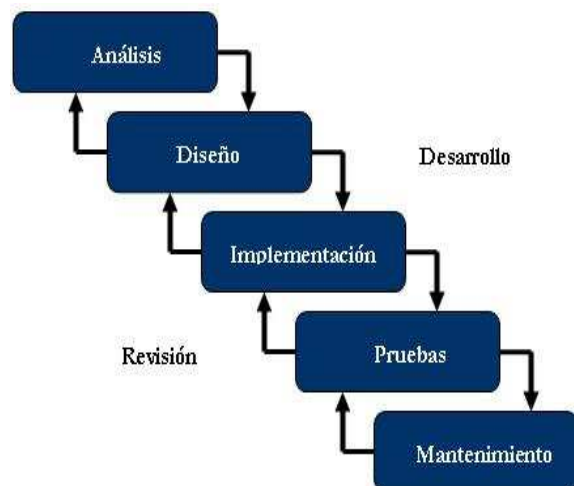 Análisis
Diseño
Desarrollo
Implementación
Revisión
Pruebas
Mantenimiento